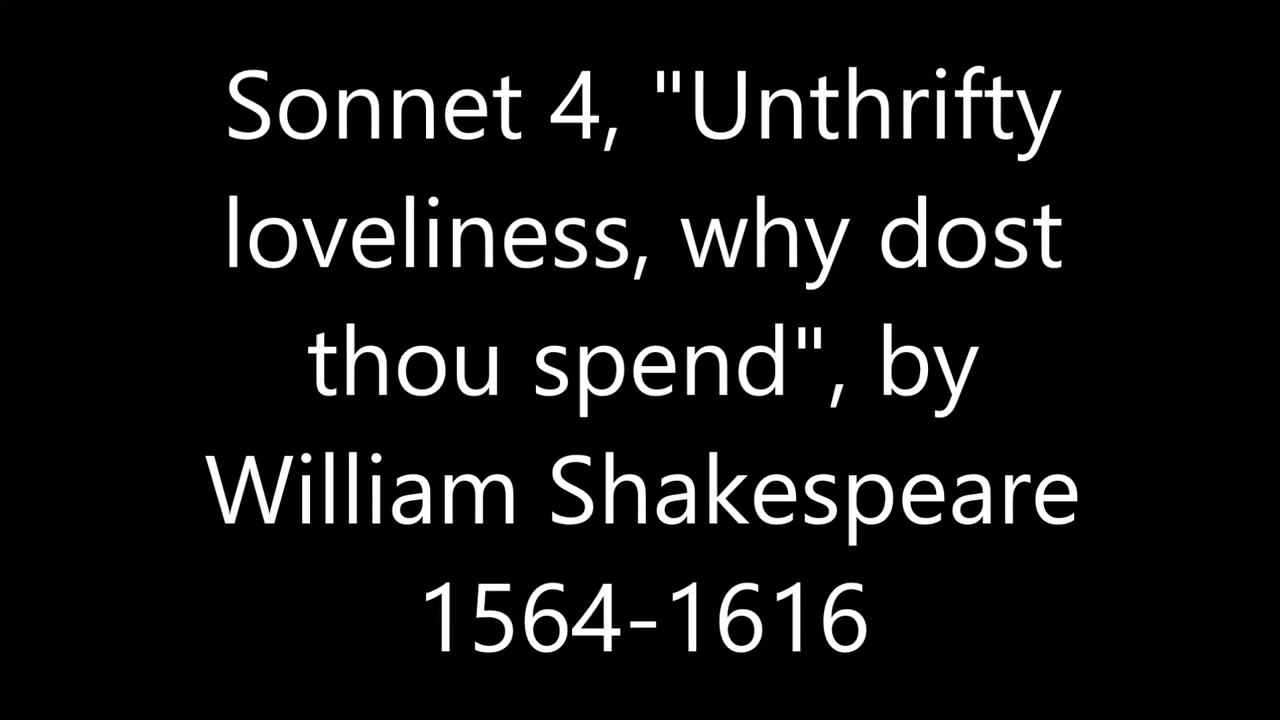 Sonnet 4, "Unthrifty
loveliness, why dost
thou spend", by
William Shakespeare
1564-1616